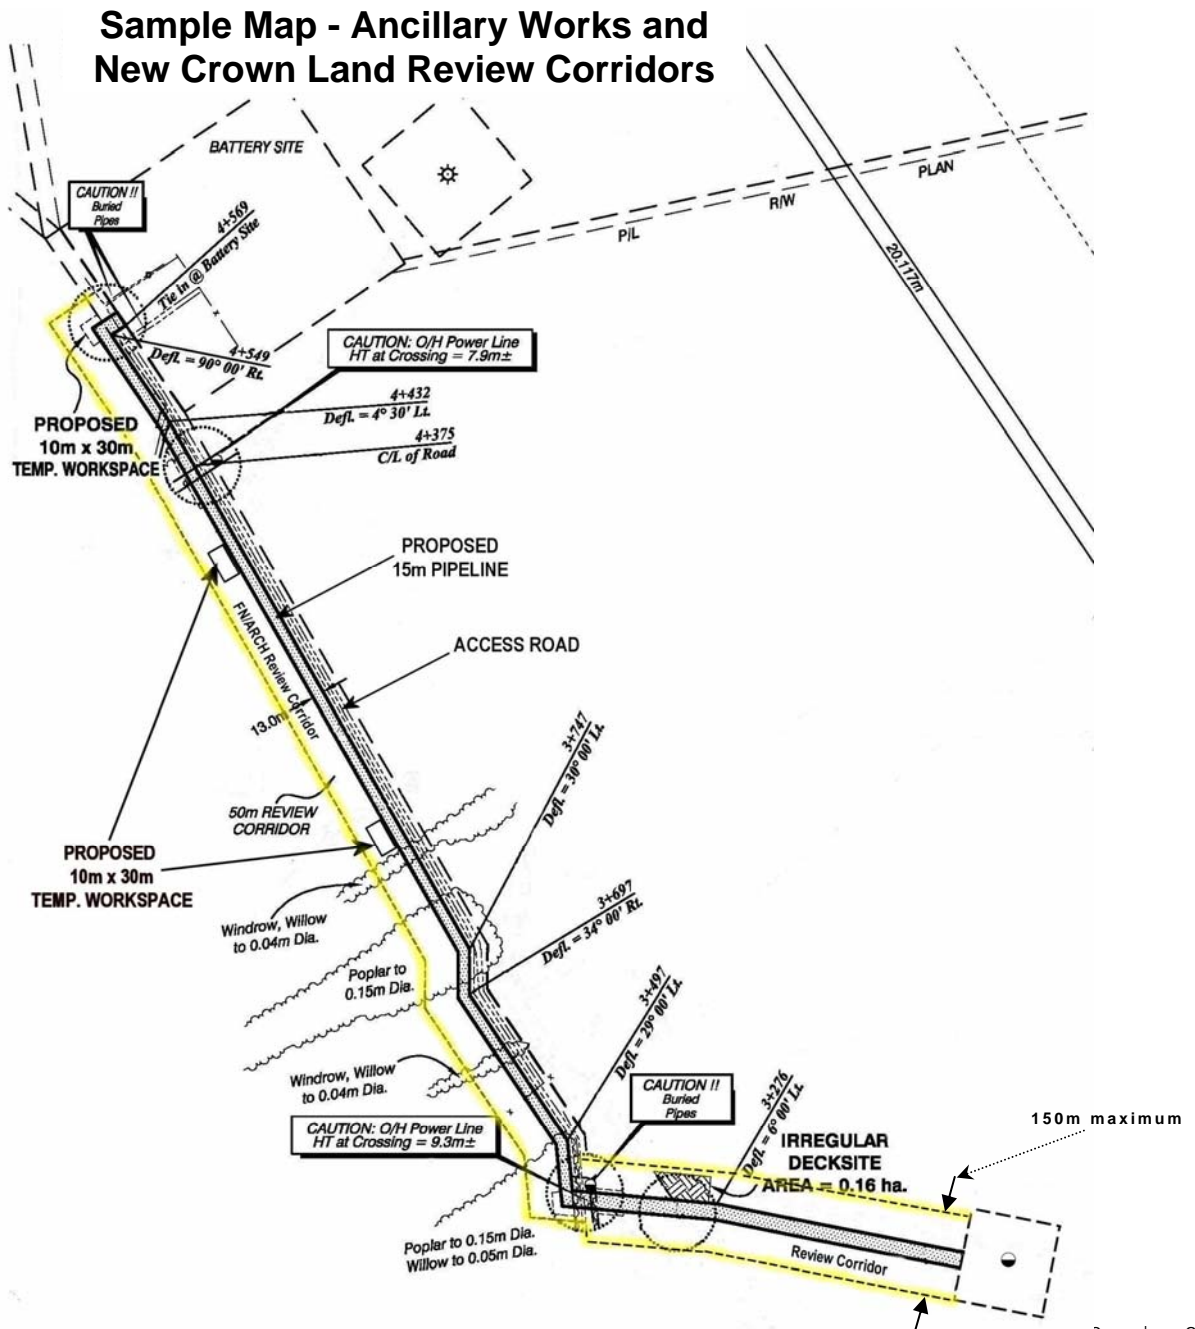 Sample Map - Ancillary Works and
New Crown Land Review Corridors
BATTERY SITE
CAUTION !!
Buried
Pipes
4+569
Tie in @ Battery Site
P/L
R/W
PLAN
20.117m
4+549
Defl. = 90° 00' Rt.
CAUTION: O/H Power Line
HT at Crossing = 7.9m±
4+432
Defl. = 4° 30' Lt.
4+375
C/L of Road
PROPOSED
10m x 30m
TEMP. WORKSPACE
PROPOSED
15m PIPELINE
ACCESS ROAD
FN/ARCH Review Corridor
13.0m
50m REVIEW
CORRIDOR
3+747
Defl. = 30° 00' Lt.
PROPOSED
10m x 30m
TEMP. WORKSPACE
Windrow, Willow
to 0.04m Dia.
3+697
Defl. = 34° 00' Rt.
Poplar to
0.15m Dia.
3+497
Defl. = 29° 00' Lt.
Windrow, Willow
to 0.04m Dia.
CAUTION !!
Buried
Pipes
3+276
Defl. = 6° 00' Lt.
CAUTION: O/H Power Line
HT at Crossing = 9.3m±
IRREGULAR
DECKSITE
AREA = 0.16 ha.
150m maximum
Poplar to 0.15m Dia.
Willow to 0.05m Dia.
Review Corridor